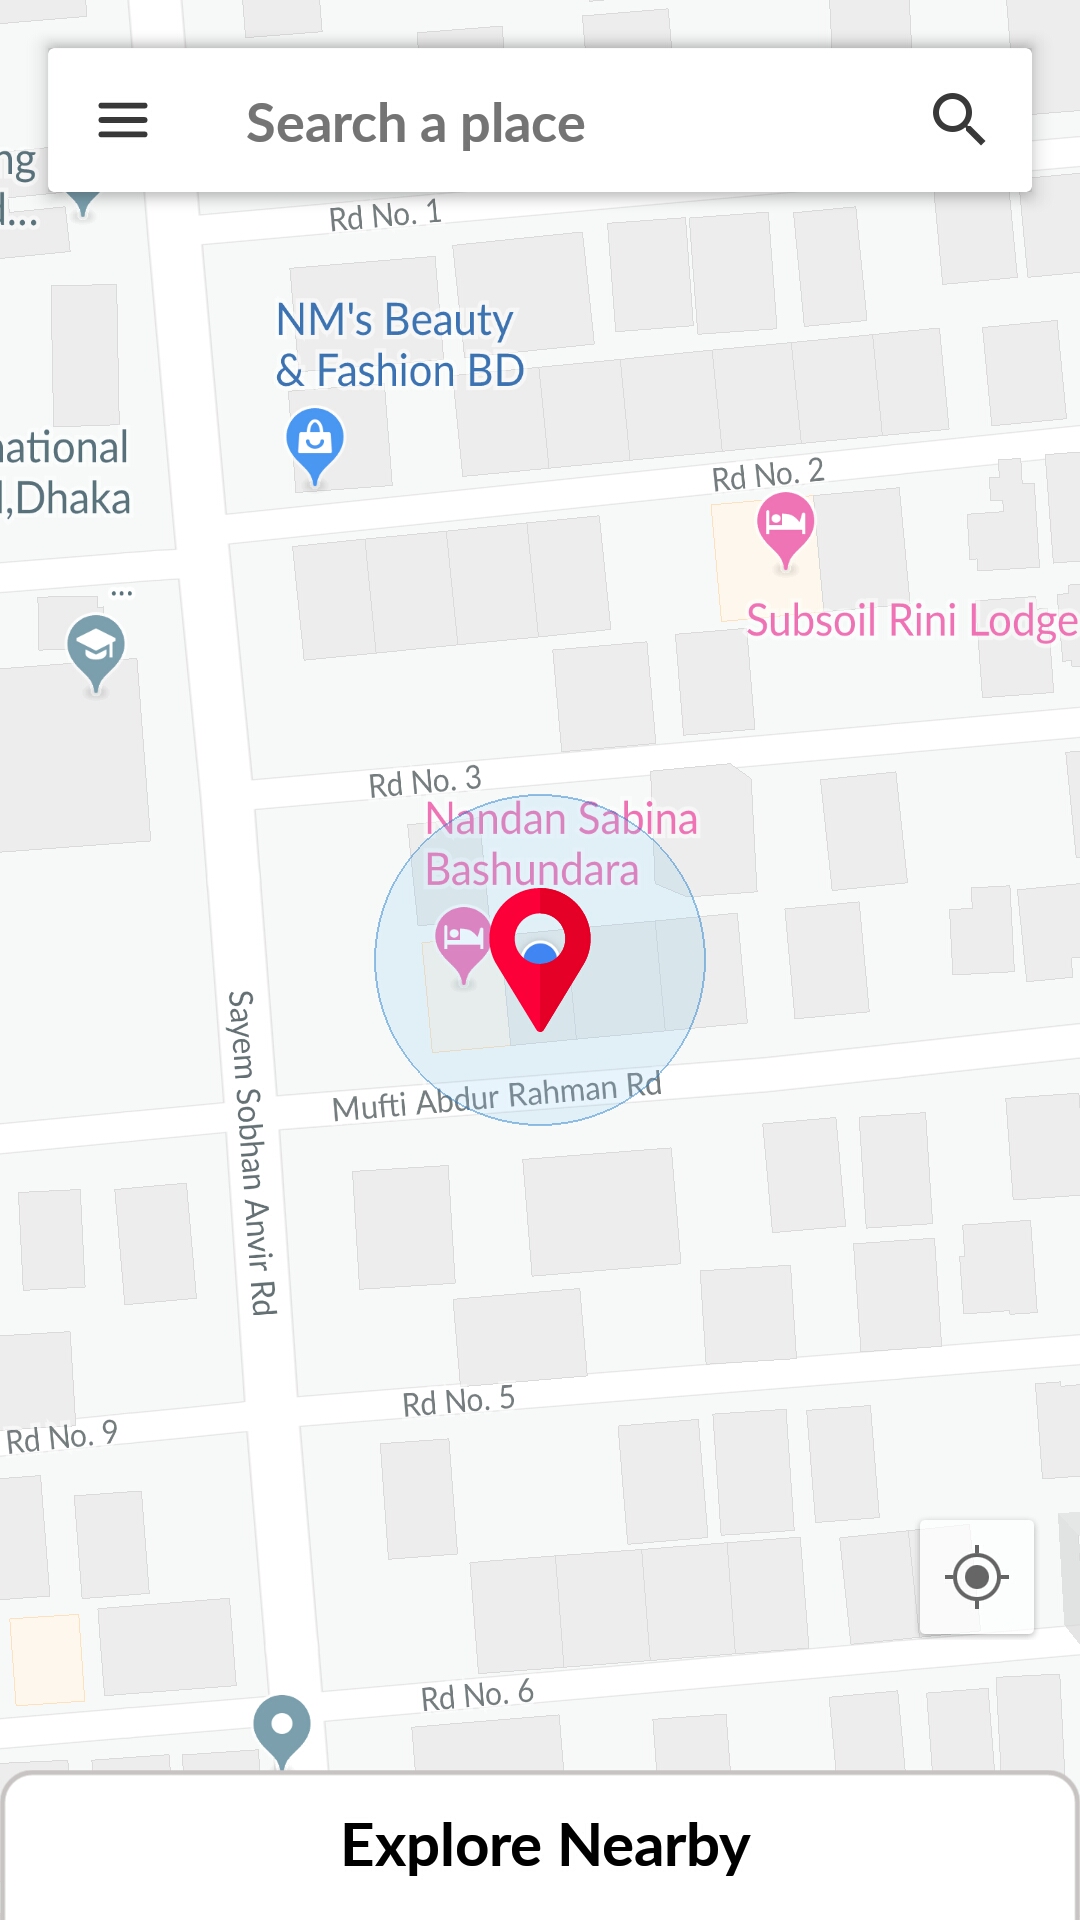 Search a place
ng
d...
Rd No. 1
NM's Beauty
& Fashion BD
national
l,Dhaka
...
Rd No. 2
Subsoil Rini Lodge
Rd No. 3
Nandan Sabina
Bashundara
Sayem Sobhan Anvir Rd
Mufti Abdur Rahman Rd
Rd No. 5
Rd No. 9
Rd No. 6
Explore Nearby